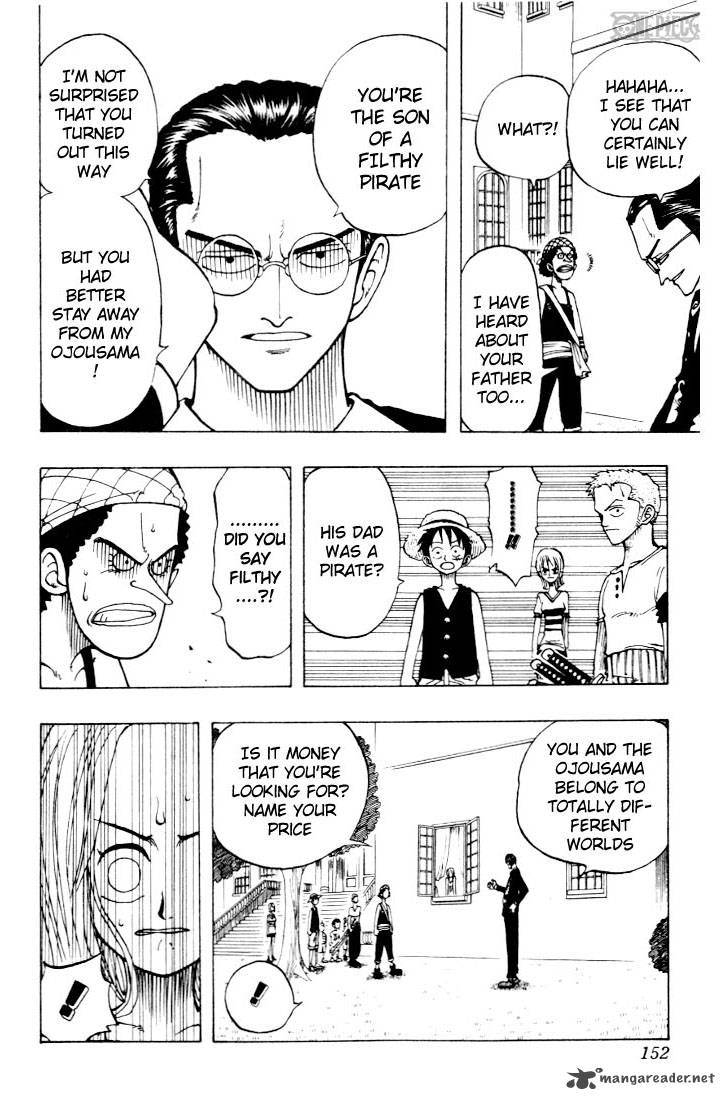 ONE PIECE
HAHAHA...
I SEE THAT
YOU CAN
CERTAINLY
LIE WELL!
WHAT?!
I HAVE
HEARD
ABOUT
YOUR
FATHER
TOO...
YOU'RE
THE SON
OF A
FILTHY
PIRATE
I'M NOT
SURPRISED
THAT YOU
TURNED
OUT THIS
WAY
BUT YOU
HAD
BETTER
STAY AWAY
FROM MY
OJOUSAMA
!
.........!!
HIS DAD
WAS A
PIRATE?
.........
DID YOU
SAY
FILTHY
....?!
YOU AND THE
OJOUSAMA
BELONG TO
TOTALLY DIF-
FERENT
WORLDS
IS IT MONEY
THAT YOU'RE
LOOKING FOR?
NAME YOUR
PRICE
!
!
152
mangareader.net